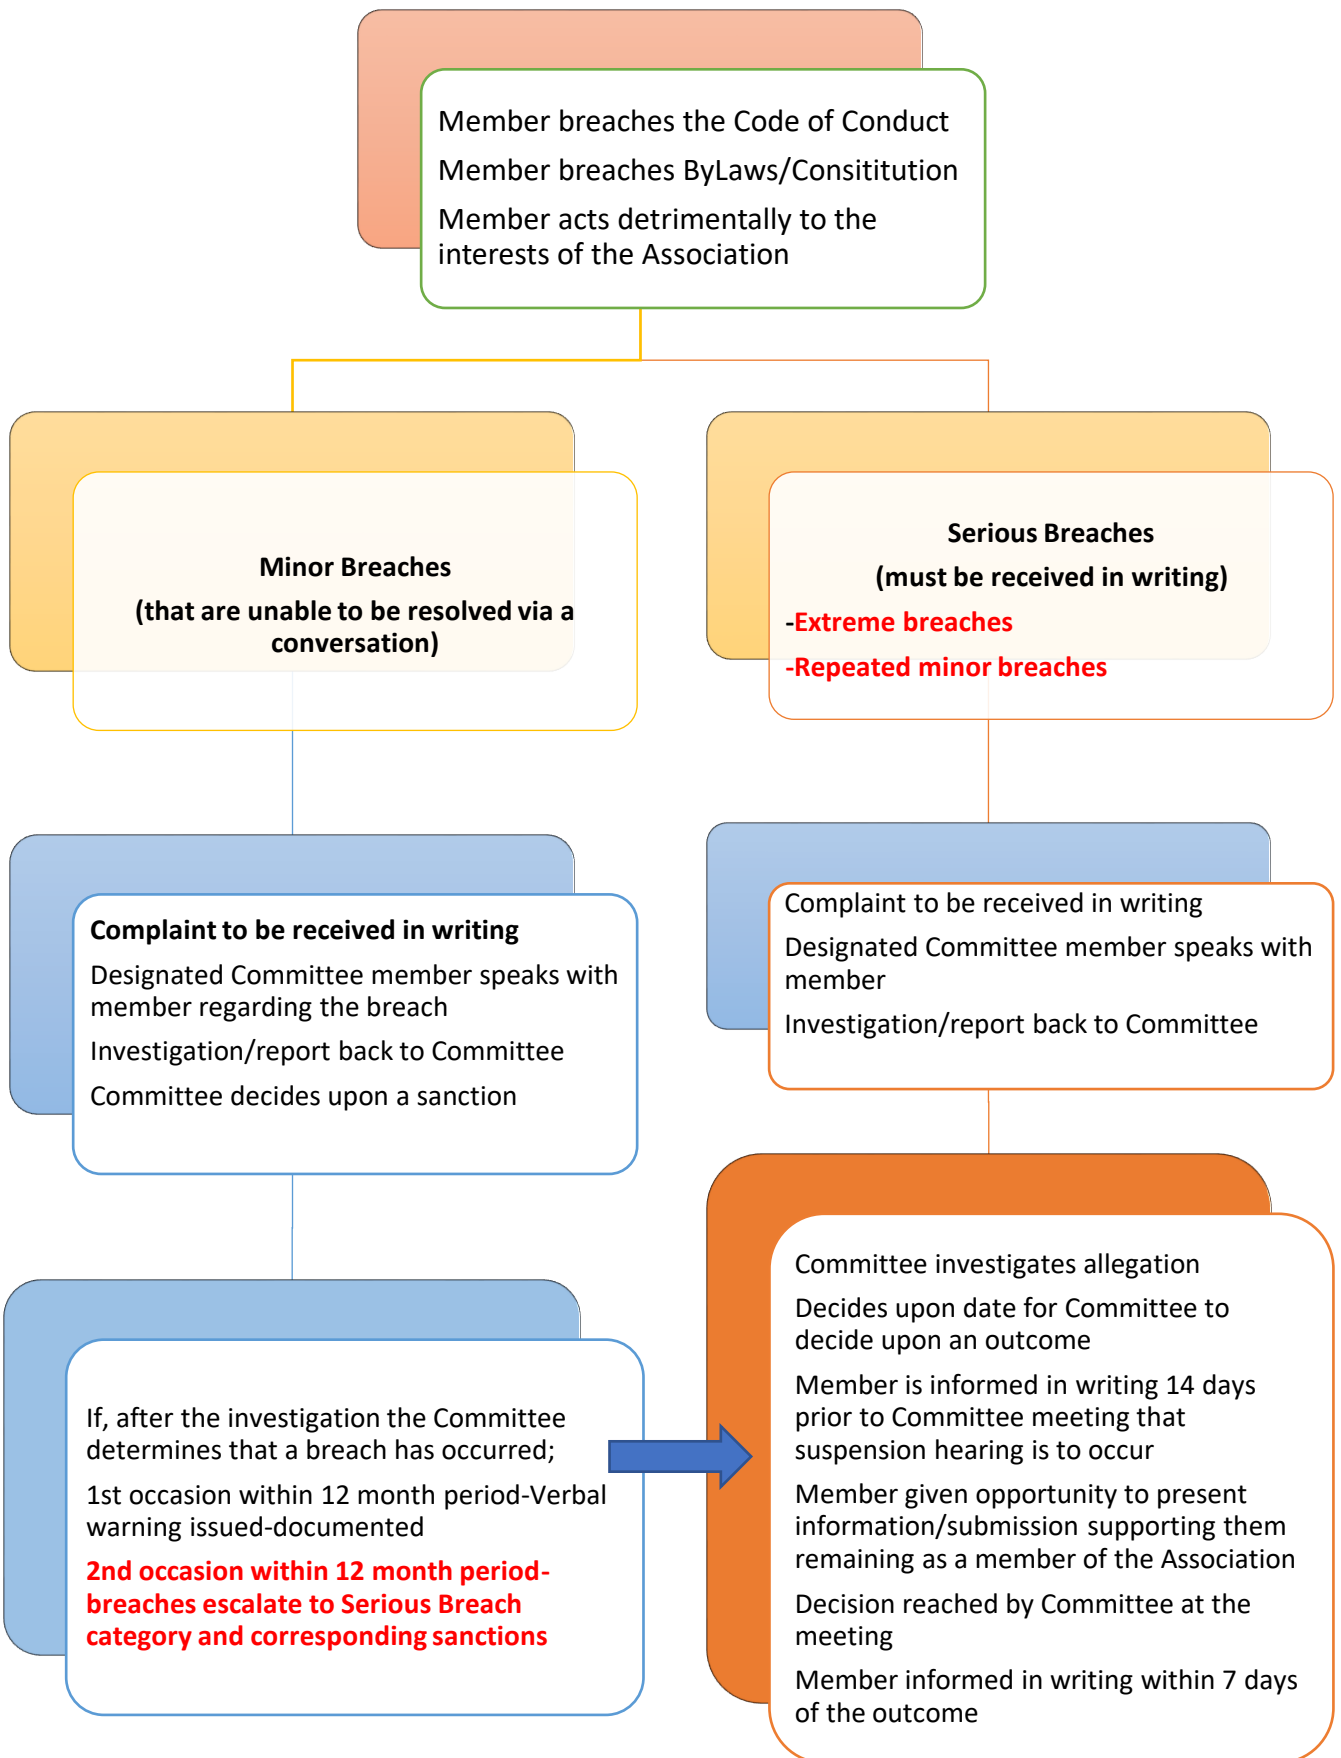 Member breaches the Code of Conduct
Member breaches ByLaws/Consititution
Member acts detrimentally to the
interests of the Association
Minor Breaches
(that are unable to be resolved via a
conversation)
Serious Breaches
(must be received in writing)
-Extreme breaches
-Repeated minor breaches
Complaint to be received in writing
Designated Committee member speaks with
member regarding the breach
Investigation/report back to Committee
Committee decides upon a sanction
Complaint to be received in writing
Designated Committee member speaks with
member
Investigation/report back to Committee
If, after the investigation the Committee
determines that a breach has occurred;
1st occasion within 12 month period-Verbal
warning issued-documented
2nd occasion within 12 month period-
breaches escalate to Serious Breach
category and corresponding sanctions
Committee investigates allegation
Decides upon date for Committee to
decide upon an outcome
Member is informed in writing 14 days
prior to Committee meeting that
suspension hearing is to occur
Member given opportunity to present
information/submission supporting them
remaining as a member of the Association
Decision reached by Committee at the
meeting
Member informed in writing within 7 days
of the outcome